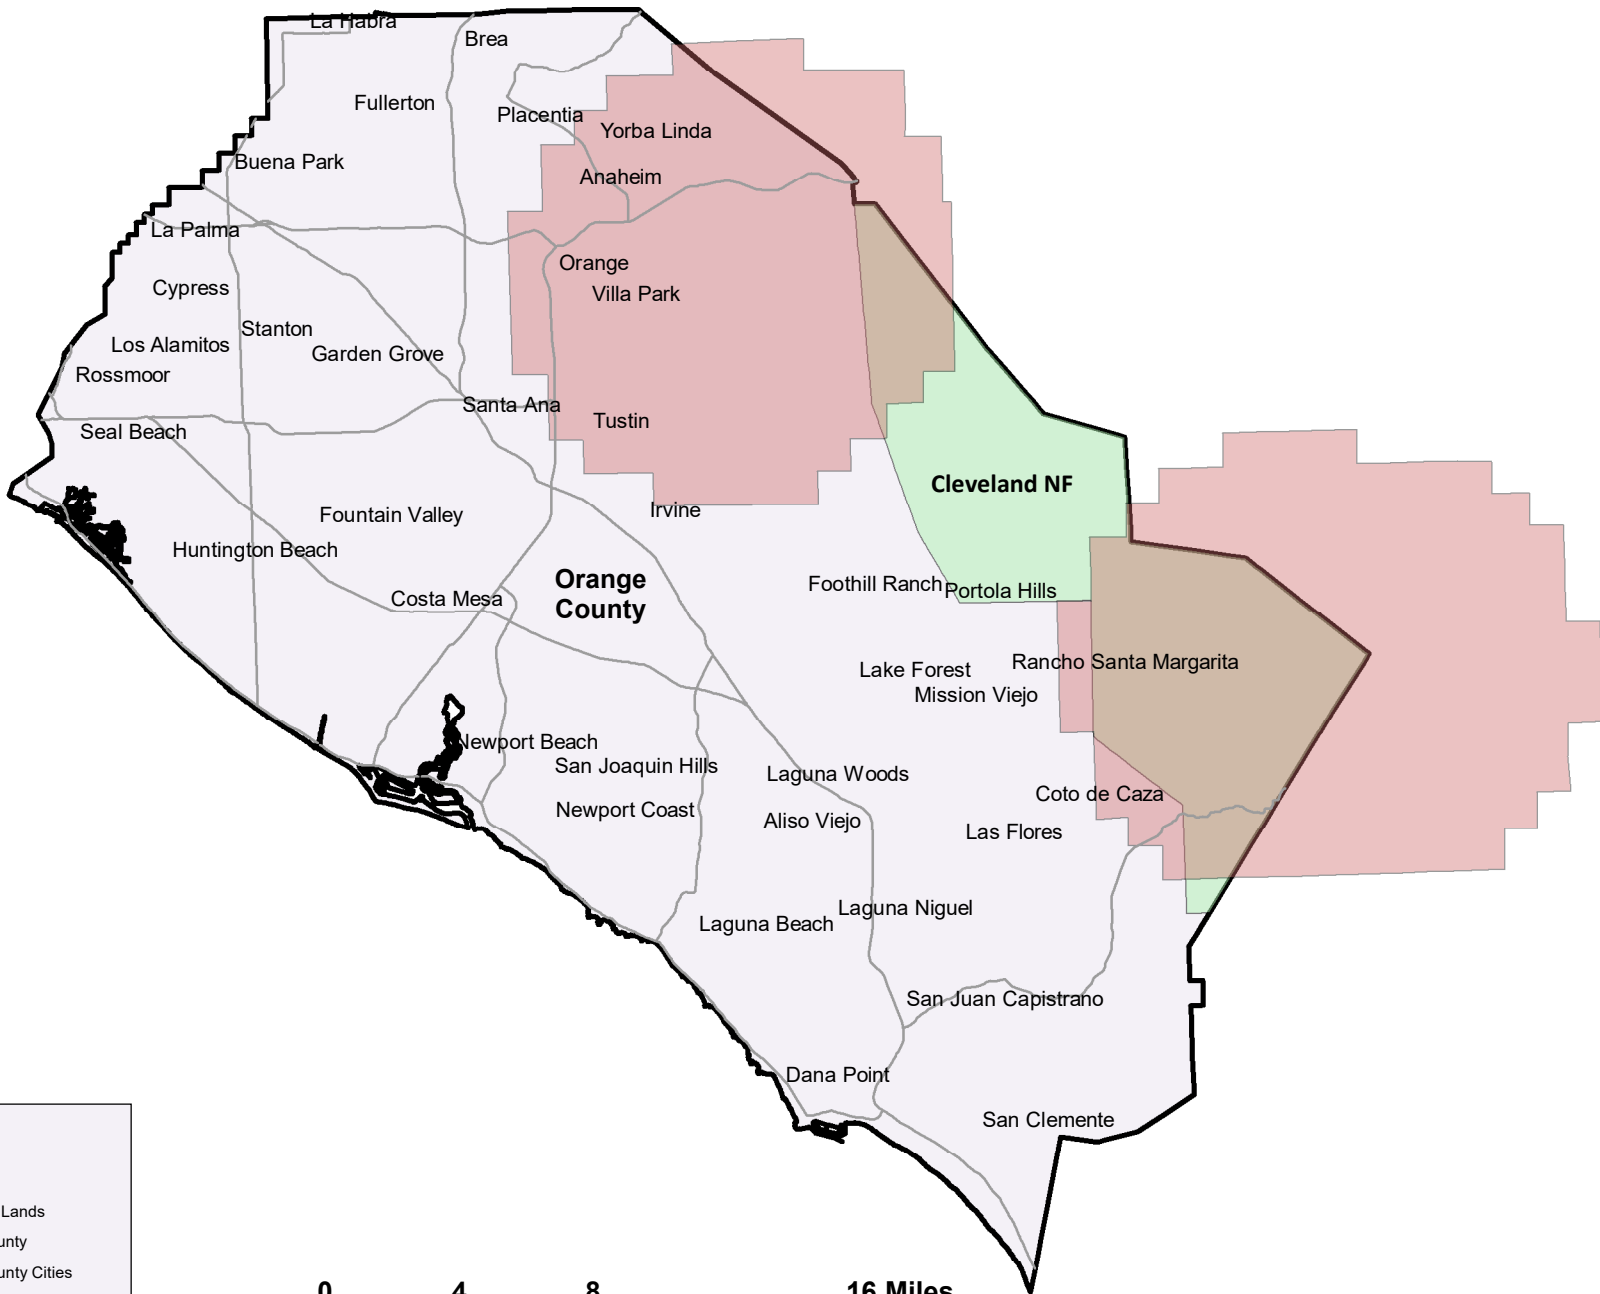 La Habra
Brea
Fullerton
Placentia
Yorba Linda
Buena Park
Anaheim
La Palma
Orange
Cypress
Villa Park
Stanton
Los Alamitos
Garden Grove
Rossmoor
Santa Ana
Tustin
Seal Beach
Cleveland NF
Irvine
Fountain Valley
Huntington Beach
Orange
County
Foothill Ranch
Portola Hills
Costa Mesa
Rancho Santa Margarita
Lake Forest
Mission Viejo
Newport Beach
San Joaquin Hills
Laguna Woods
Coto de Caza
Newport Coast
Aliso Viejo
Las Flores
Laguna Niguel
Laguna Beach
San Juan Capistrano
Dana Point
San Clemente
Lands
unty
unty Cities
0 4 8 16 Miles